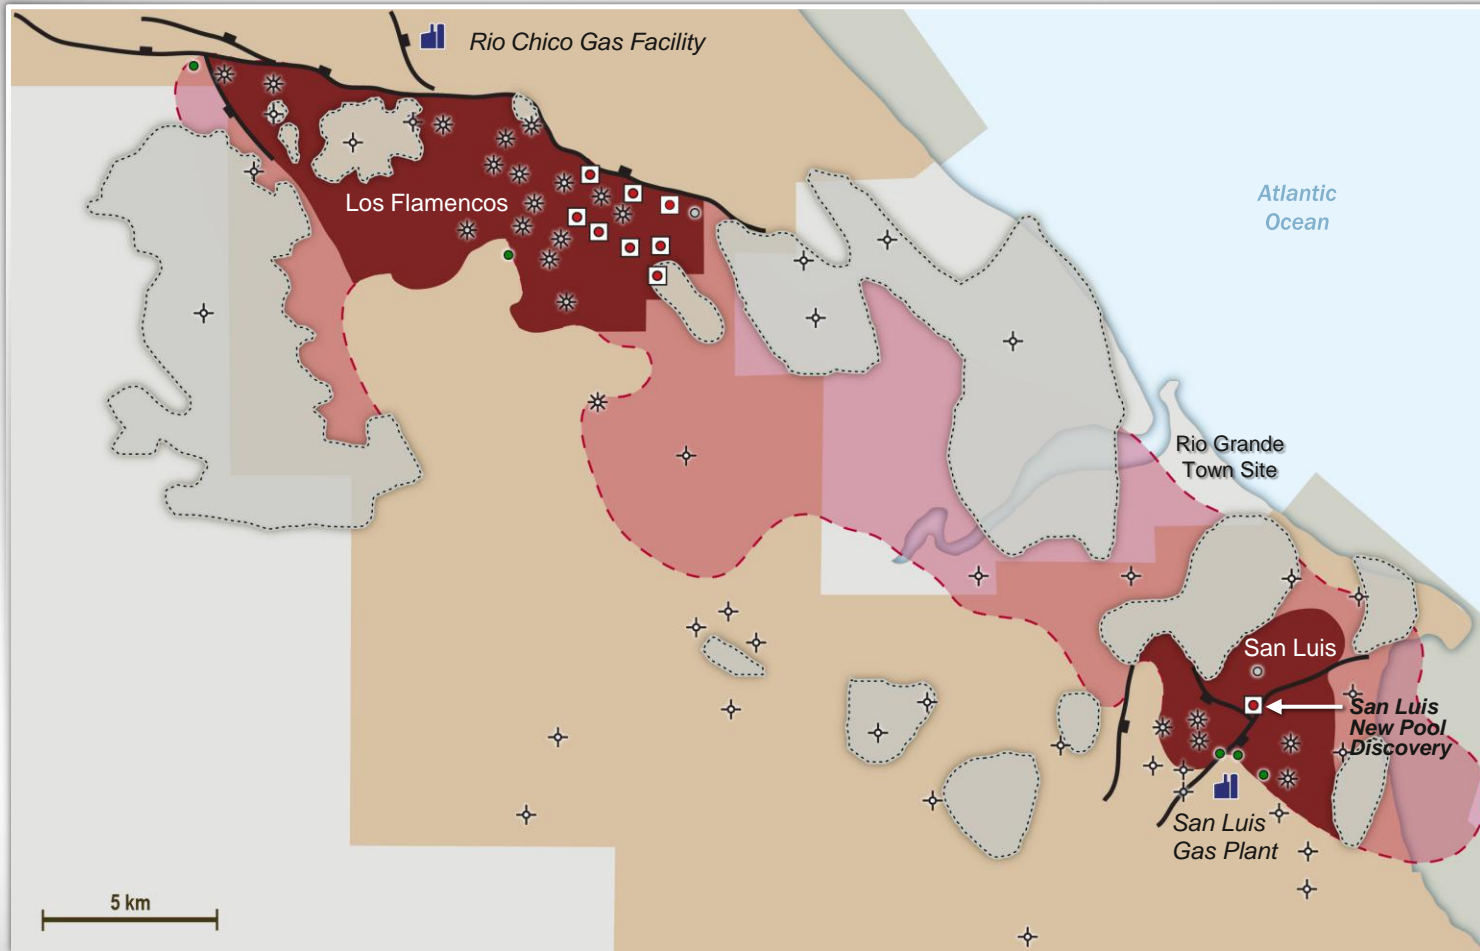 Rio Chico Gas Facility
Atlantic
Ocean
Los Flamencos
Rio Grande
Town Site
San Luis
San Luis
New Pool
Discovery
San Luis
Gas Plant
5 km